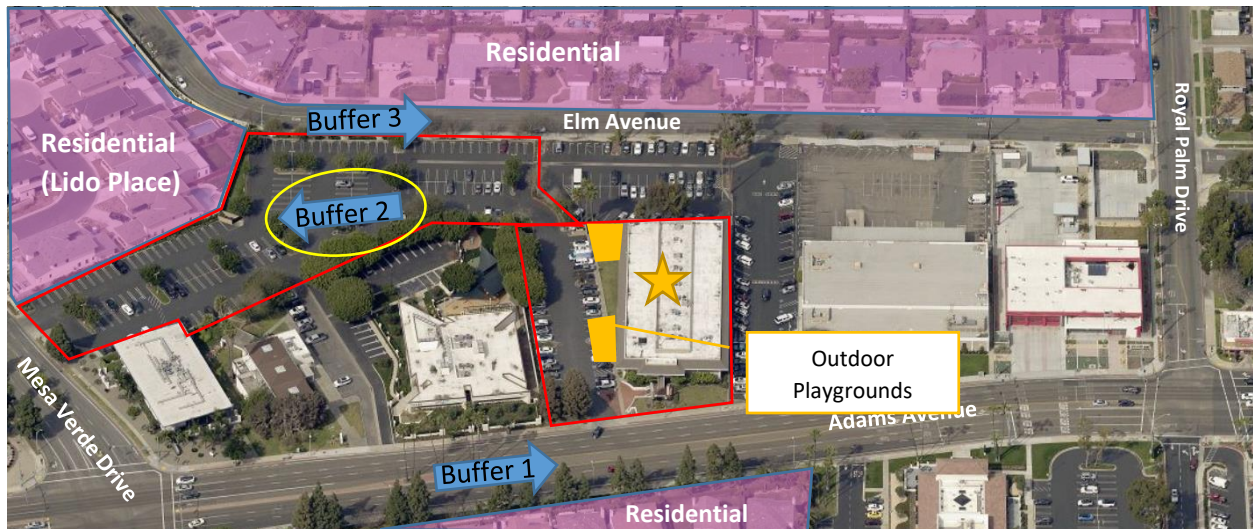 Residential
Buffer 3
Elm Avenue
Residential
(Lido Place)
Royal Palm Drive
Buffer 2
Outdoor
Playgrounds
Mesa Verde Drive
Adams Avenue
Buffer 1
Residential